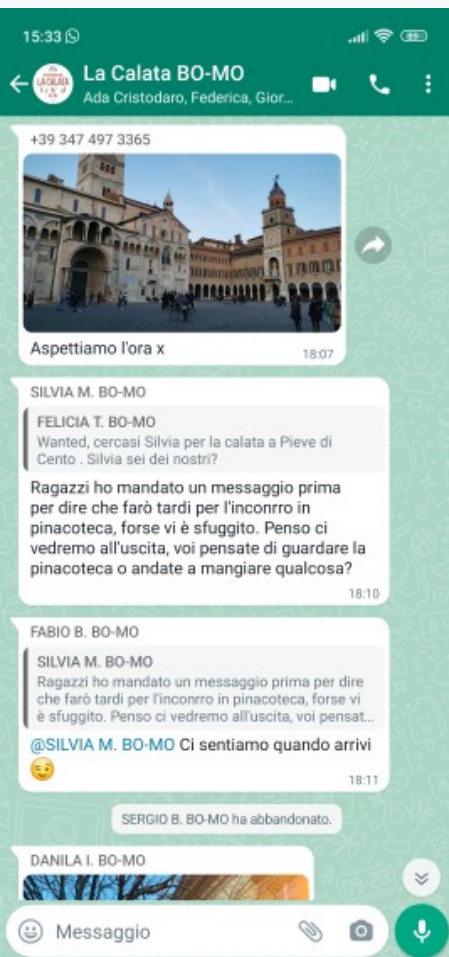 15:33
89
La Calata BO-MO
Ada Cristodaro, Federica, Gior...
LA CALATA
+39 347 497 3365
Aspettiamo l'ora x
18:07
SILVIA M. BO-MO
FELICIA T. BO-MO
Wanted, cercasi Silvia per la calata a Pieve di
Cento . Silvia sei dei nostri?
Ragazzi ho mandato un messaggio prima
per dire che farò tardi per l'inconrro in
pinacoteca, forse vi è sfuggito. Penso ci
vedremo all'uscita, voi pensate di guardare la
pinacoteca o andate a mangiare qualcosa?
18:10
FABIO B. BO-MO
SILVIA M. BO-MO
Ragazzi ho mandato un messaggio prima per dire
che farò tardi per l'inconrro in pinacoteca, forse vi
è sfuggito. Penso ci vedremo all'uscita, voi pensat...
@SILVIA M. BO-MO Ci sentiamo quando arrivi
😉
18:11
SERGIO B. BO-MO ha abbandonato.
DANILA I. BO-MO
Messaggio